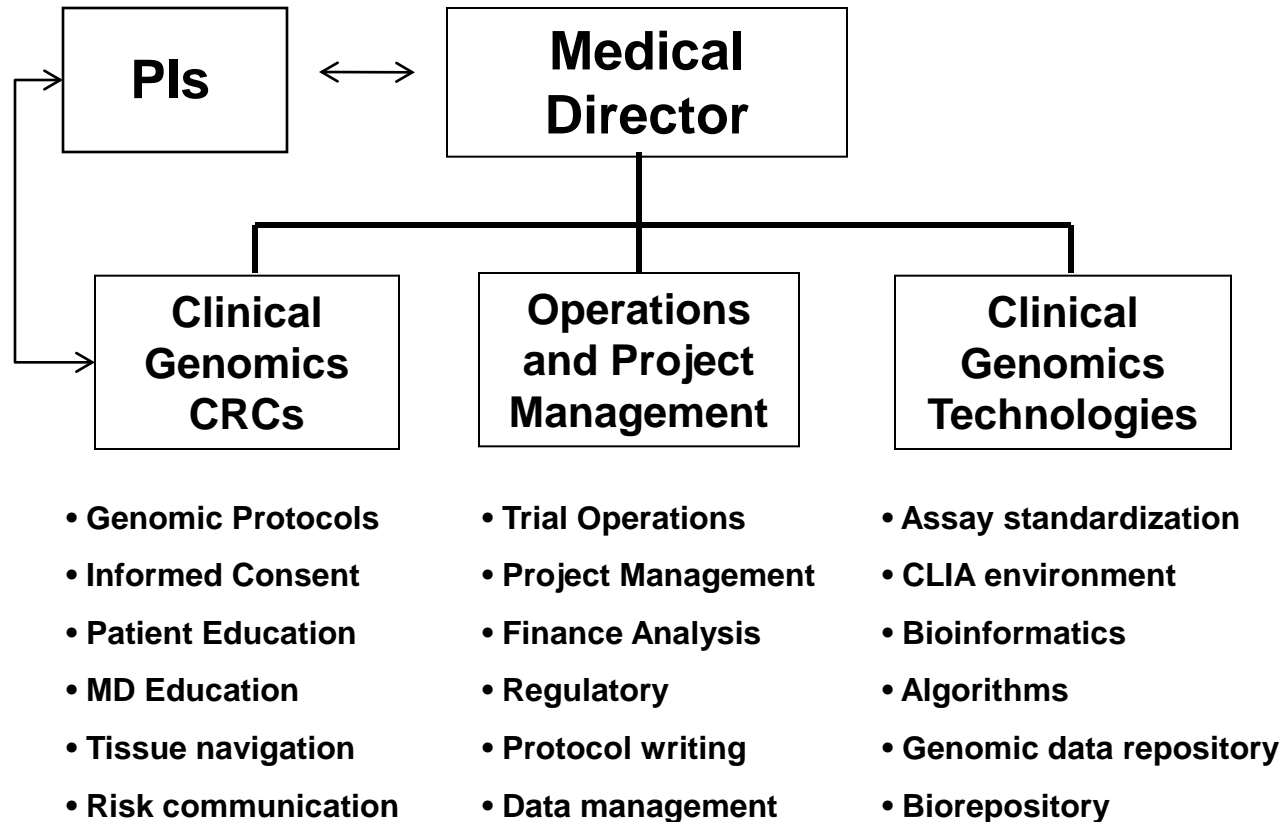 PIs
Medical
Director
Clinical
Genomics
CRCs
Operations
and Project
Management
Clinical
Genomics
Technologies
• Genomic Protocols
• Informed Consent
• Patient Education
• MD Education
• Tissue navigation
• Risk communication
• Trial Operations
• Project Management
• Finance Analysis
• Regulatory
• Protocol writing
• Data management
• Assay standardization
• CLIA environment
• Bioinformatics
• Algorithms
• Genomic data repository
• Biorepository